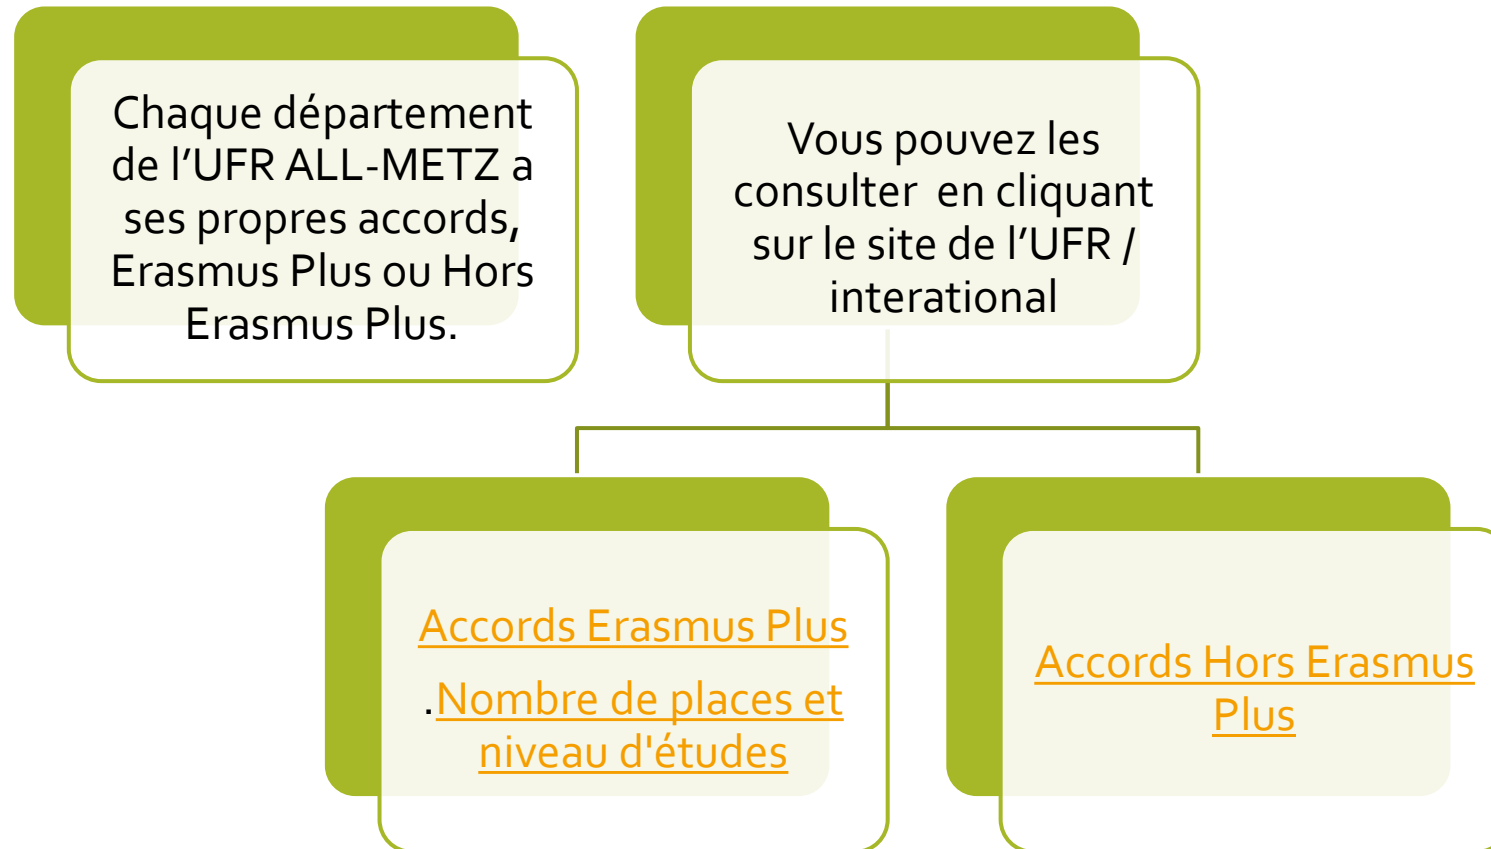 Chaque département
de l’UFR ALL-METZ a
ses propres accords,
Erasmus Plus ou Hors
Erasmus Plus.
Vous pouvez les
consulter  en cliquant
sur le site de l’UFR /
interational
Accords Erasmus Plus
.Nombre de places et
niveau d'études
Accords Hors Erasmus
Plus